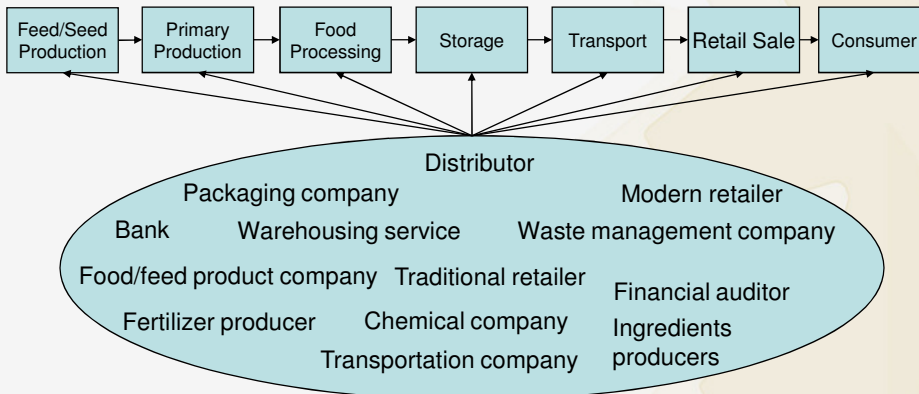 Feed/Seed
Production
Primary
Production
Food
Processing
Storage
Transport
Retail Sale
Consumer
Distributor
Packaging company
Modern retailer
Bank
Warehousing service
Waste management company
Food/feed product company
Traditional retailer
Financial auditor
Fertilizer producer
Chemical company
Ingredients
producers
Transportation company